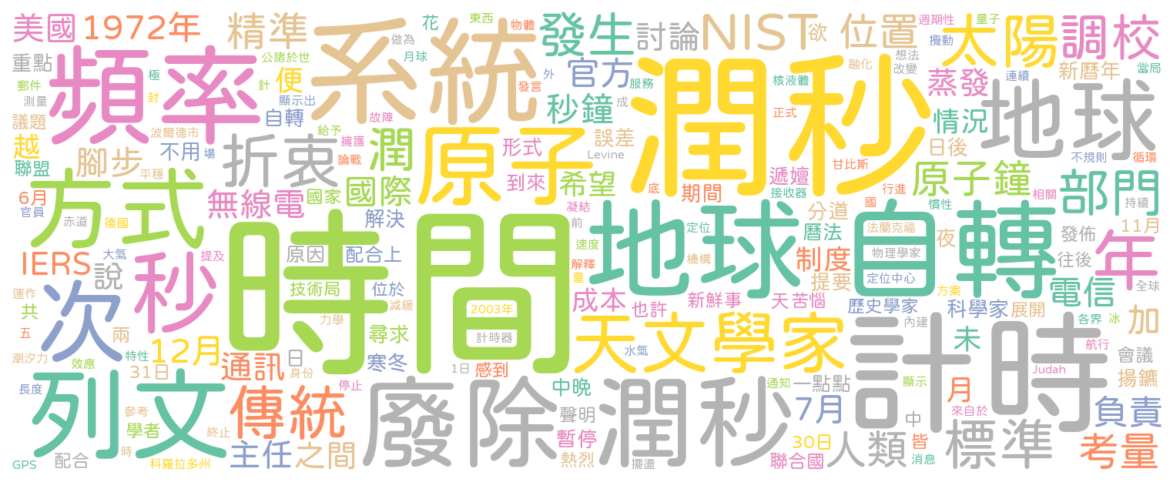 美國 1972年 精準 系統 花 東西 物體 發生 討論 NIST 欲 位置 週期性 量子 太陽 調校
重點 頻率 做為 月球 官方 潤秒 想法 擾動 改變 蒸發 新曆年
郵件 極 公諸於世 針 便 封 外 發言 服務 核液體 融化 連續 當局 地球
測量 顯示出 自轉 秒鐘 成 正式 情況
議題 波爾德市 故障 潤 原子 誤差 Levine 日後
越 腳步 不用 場 給予 擁護 形式 論戰 平穩 折衷 甘比斯 不規則 循環
聯盟 國家 國際 到來 希望 期間 遞嬗 接收器 行進 原子鐘 相關 部門
6月 官員 方式 無線電 凝結 底 國 慣性 持續
赤道 德國 解決 前 地球自轉 定位 分道 法蘭克福 夜 發佈 11月
IERS 說 大氣 提及 原因 配合上 時間 速度 曆法 物理學家 往後 年
運作 秒 技術局 位於 解釋 量 機構 制度 提要 定位中心 電信 全球
共 次 減緩 2003年 成本 也許 新鮮事 天苦惱 歷史學家 科學家 方案 展開 各界 冰 加
五 兩 12月 力學 尋求 計時器 天文學家 水氣 內建 計時 未 會議 航行
潮汐力 效應 特性 31日 通訊 日 身份 寒冬 1日 感到 Judah 揚鑣
長度 列文 傳統 停止 廢除潤秒 中晚 通知 一點點 顯示 月 來自於 負責
參考 學者 終止 聲明 7月 中
GPS 配合 時 科羅拉多州 主任 之間 擺盪 暫停 熱烈 30日 聯合國 人類 皆 消息 標準 考量